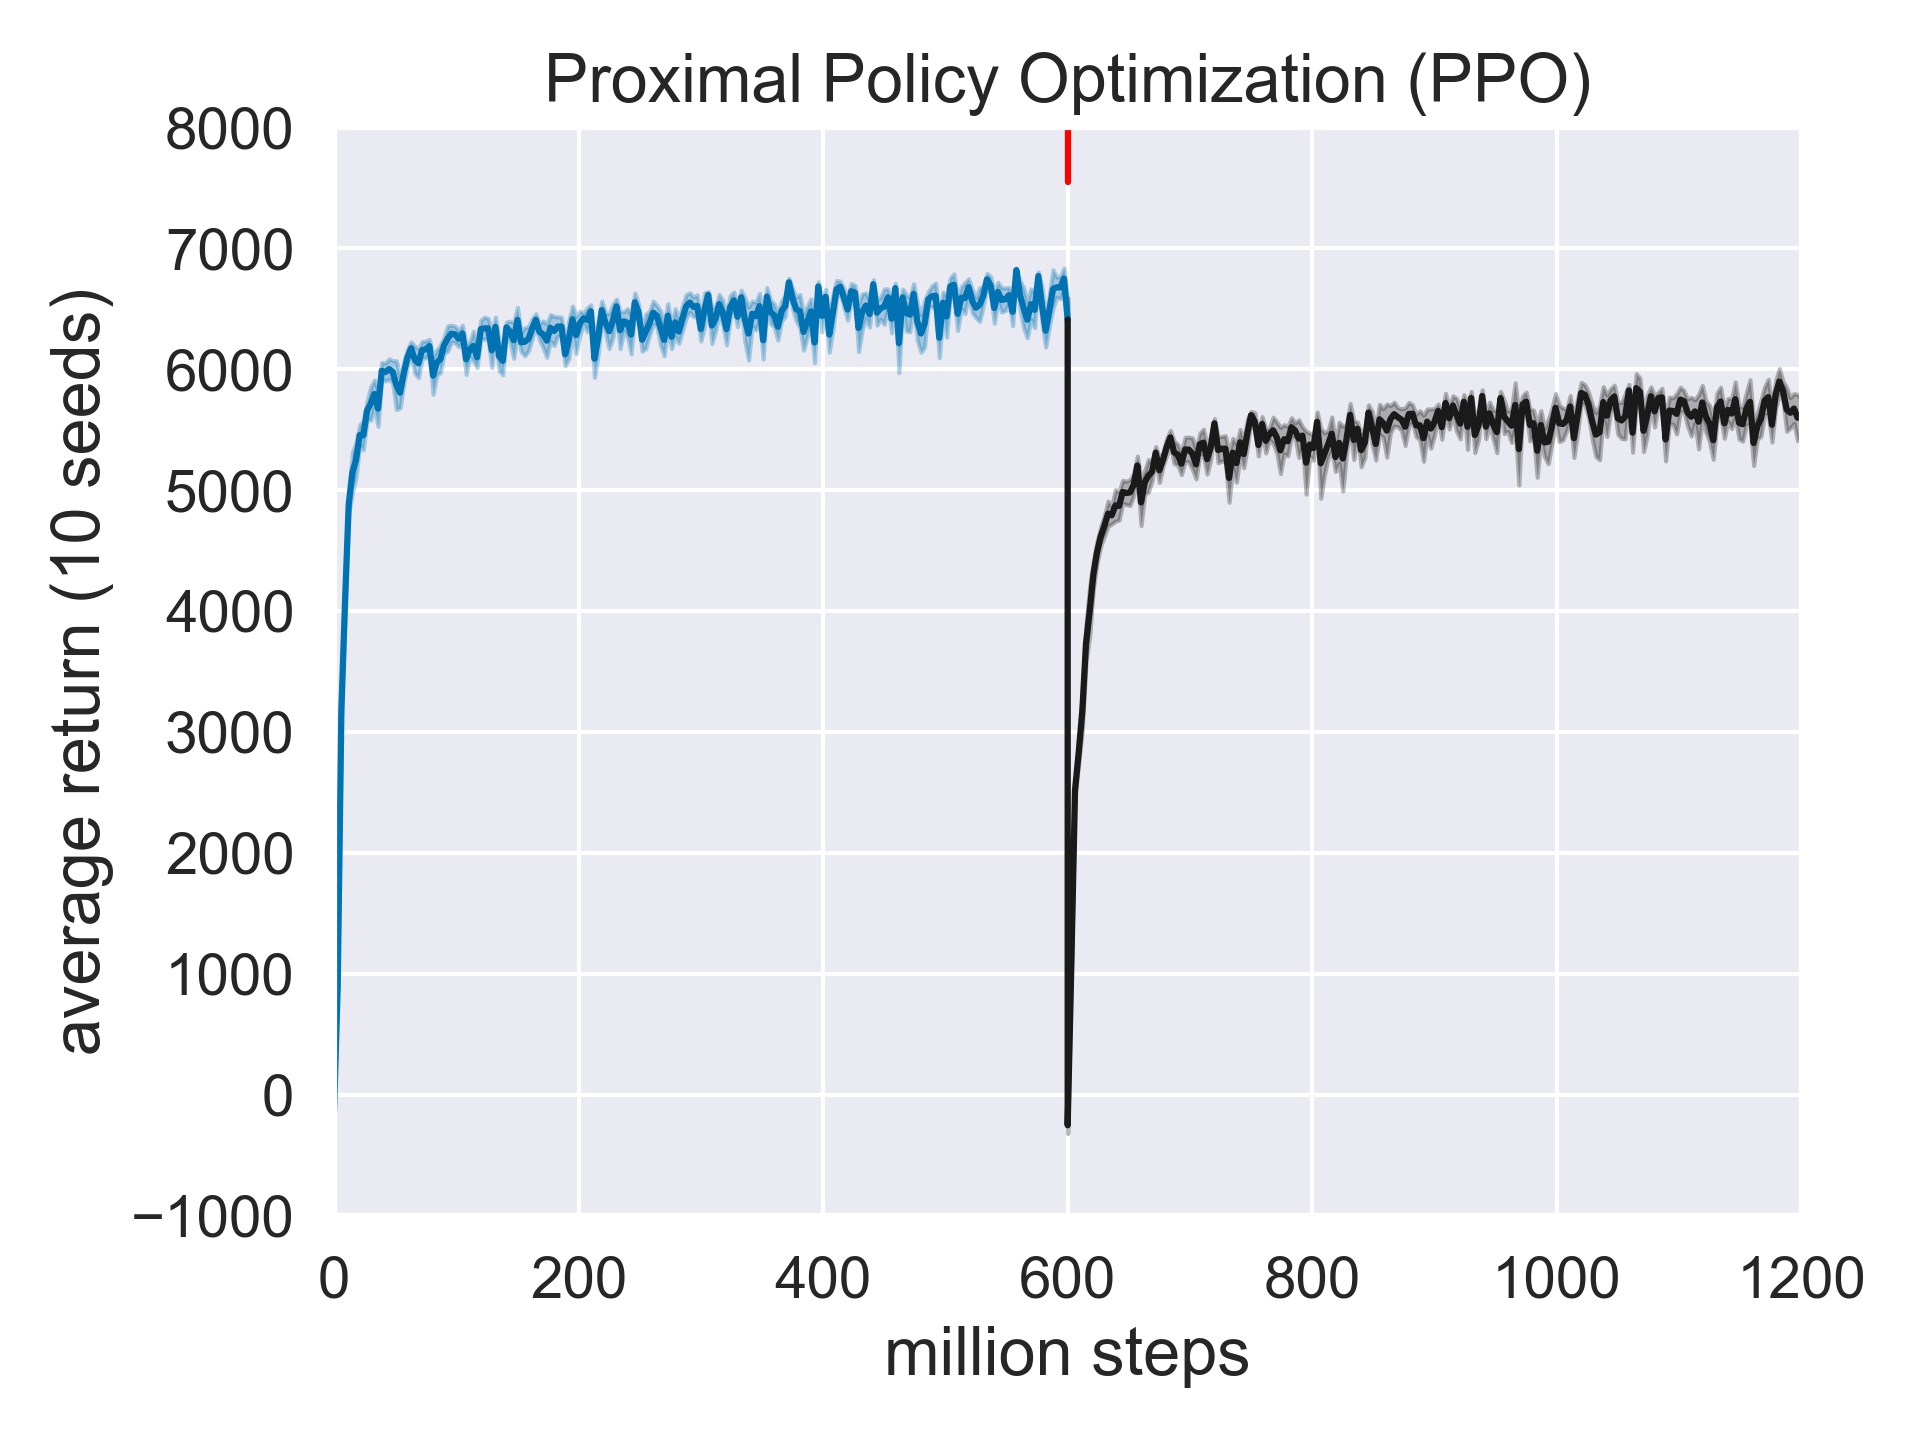 Proximal Policy Optimization (PPO)
8000
7000
6000
5000
4000
3000
2000
1000
0
−1000
average return (10 seeds)
0 200 400 600 800 1000 1200
million steps